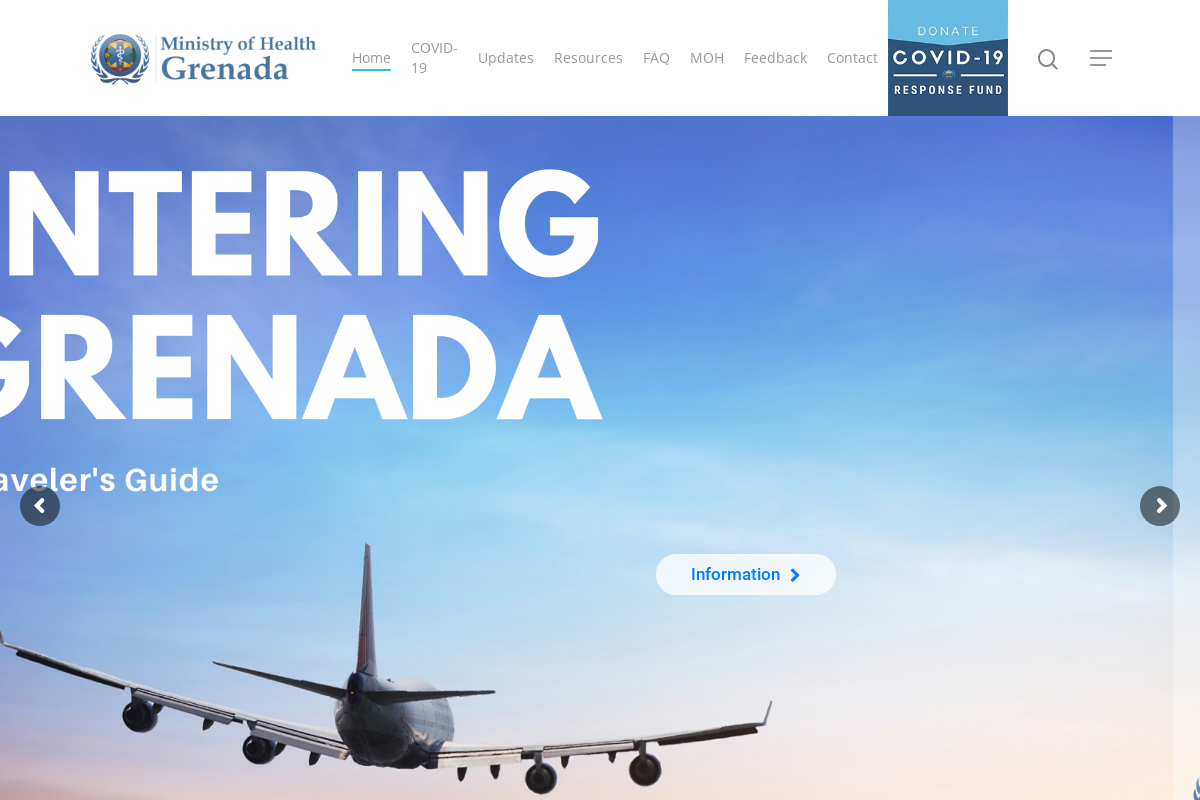 Ministry of Health
Grenada
Home
COVID-
19
Updates
Resources
FAQ
MOH
Feedback
Contact
DONATE
COVID-19
RESPONSE FUND
NTERING
GRENADA
aveler's Guide
Information